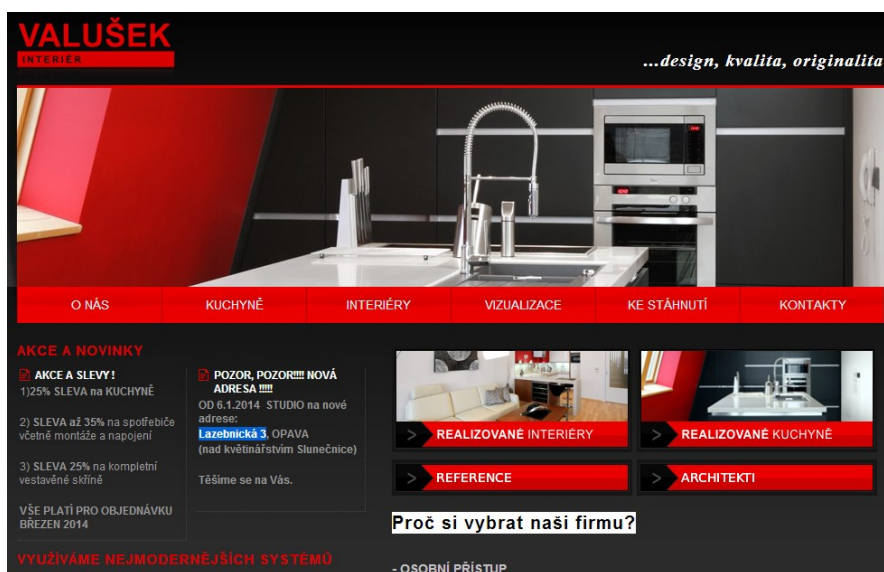 VALUŠEK
INTERIÉR
...design, kvalita, originalita
O NÁS
KUCHYNĚ
INTERIÉRY
VIZUALIZACE
KE STÁHNUTÍ
KONTAKTY
AKCE A NOVINKY
AKCE A SLEVY !
1)25% SLEVA na KUCHYNĚ
2) SLEVA až 35% na spotřebiče
včetně montáže a napojení
3) SLEVA 25% na kompletní
vestavěné skříně
VŠE PLATÍ PRO OBJEDNÁVKU
BŘEZEN 2014
POZOR, POZOR!!!! NOVÁ
ADRESA !!!!!
OD 6.1.2014 STUDIO na nové
adrese:
Lazebnická 3, OPAVA
(nad květinářstvím Slunečnice)
Těšíme se na Vás.
> REALIZOVANÉ INTERIÉRY
> REALIZOVANÉ KUCHYNĚ
> REFERENCE
> ARCHITEKTI
Proč si vybrat naši firmu?
VYUŽÍVÁME NEJMODERNĚJŠÍCH SYSTÉMŮ
- OSOBNÍ PŘÍSTUP